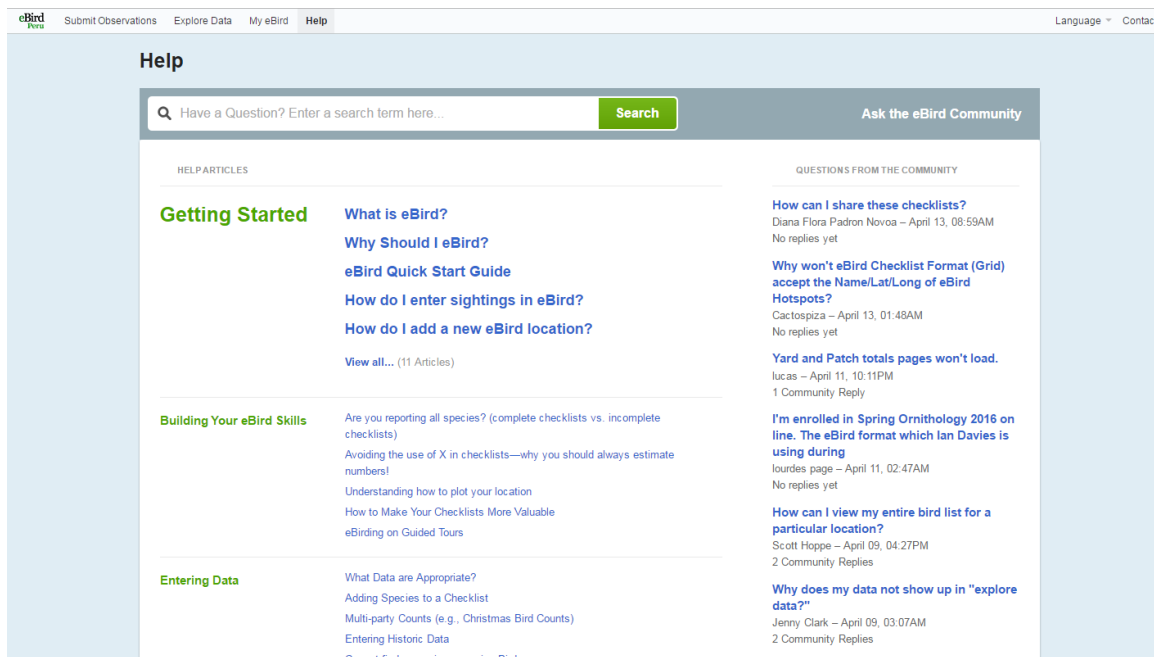 eBird
Peru
Submit Observations
Explore Data
My eBird
Help
Language
Contac
Help
Have a Question? Enter a search term here...
Search
Ask the eBird Community
HELP ARTICLES
Getting Started
What is eBird?
Why Should I eBird?
eBird Quick Start Guide
How do I enter sightings in eBird?
How do I add a new eBird location?
View all... (11 Articles)
Building Your eBird Skills
Are you reporting all species? (complete checklists vs. incomplete
checklists)
Avoiding the use of X in checklists—why you should always estimate
numbers!
Understanding how to plot your location
How to Make Your Checklists More Valuable
eBirding on Guided Tours
Entering Data
What Data are Appropriate?
Adding Species to a Checklist
Multi-party Counts (e.g., Christmas Bird Counts)
Entering Historic Data
QUESTIONS FROM THE COMMUNITY
How can I share these checklists?
Diana Flora Padron Novoa – April 13, 08:59AM
No replies yet
Why won't eBird Checklist Format (Grid)
accept the Name/Lat/Long of eBird
Hotspots?
Cactospiza – April 13, 01:48AM
No replies yet
Yard and Patch totals pages won't load.
lucas – April 11, 10:11PM
1 Community Reply
I'm enrolled in Spring Ornithology 2016 on
line. The eBird format which Ian Davies is
using during
lourdes page – April 11, 02:47AM
No replies yet
How can I view my entire bird list for a
particular location?
Scott Hoppe – April 09, 04:27PM
2 Community Replies
Why does my data not show up in "explore
data?"
Jenny Clark – April 09, 03:07AM
2 Community Replies